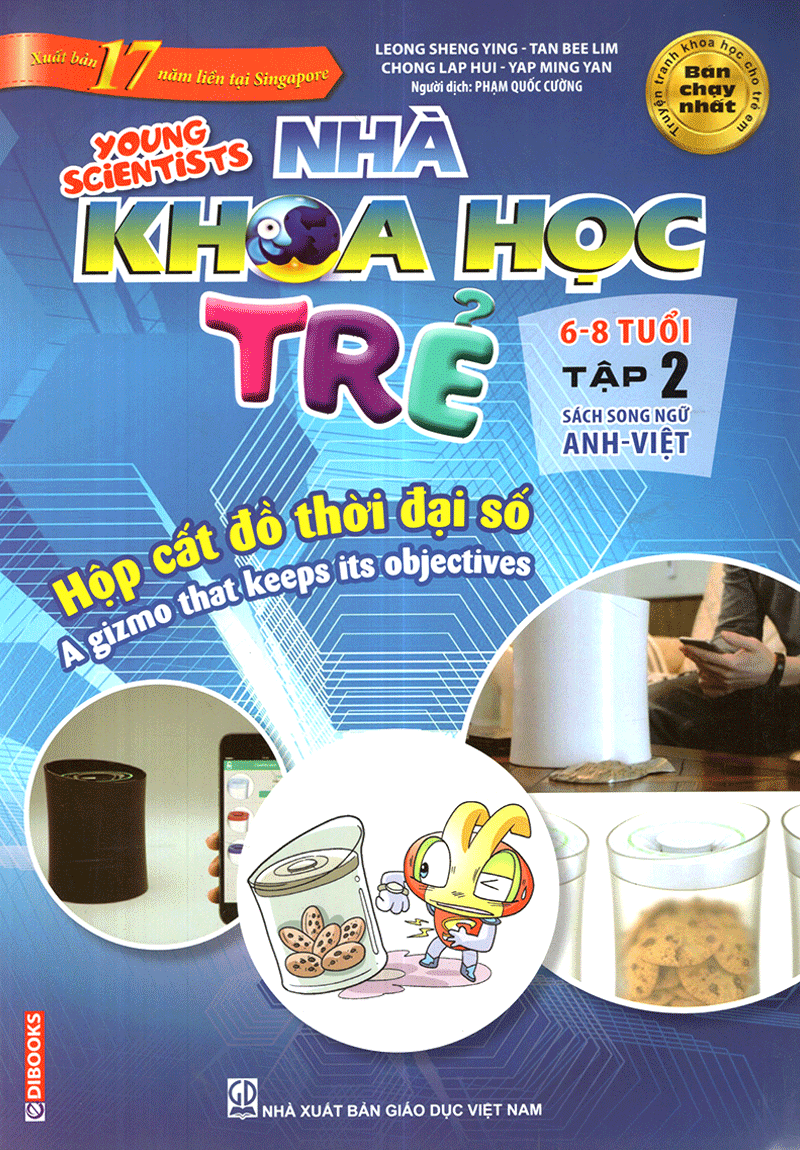 Xuất bản 17 năm liền tại Singapore
LEONG SHENG YING - TAN BEE LIM
CHONG LAP HUI - YAP MING YAN
Người dịch: PHẠM QUỐC CƯỜNG
Truyện tranh khoa học cho trẻ em
Bán
chạy
nhất
YOUNG
SCiENTiSTS
NHÀ
KHOA HỌC
TRẺ
6-8 TUỔI
TẬP 2
SÁCH SONG NGỮ
ANH-VIỆT
Hộp cất đồ thời đại số
A gizmo that keeps its objectives
DIBOOKS
GD
NHÀ XUẤT BẢN GIÁO DỤC VIỆT NAM